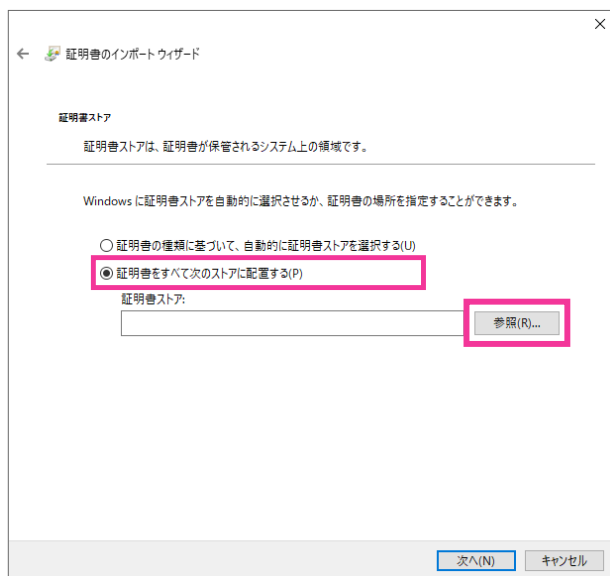 証明書のインポート ウィザード
証明書ストア
証明書ストアは、証明書が保管されるシステム上の領域です。
Windows に証明書ストアを自動的に選択させるか、証明書の場所を指定することができます。
証明書の種類に基づいて、自動的に証明書ストアを選択する(U)
証明書をすべて次のストアに配置する(P)
証明書ストア:
参照(R)...
次へ(N)
キャンセル